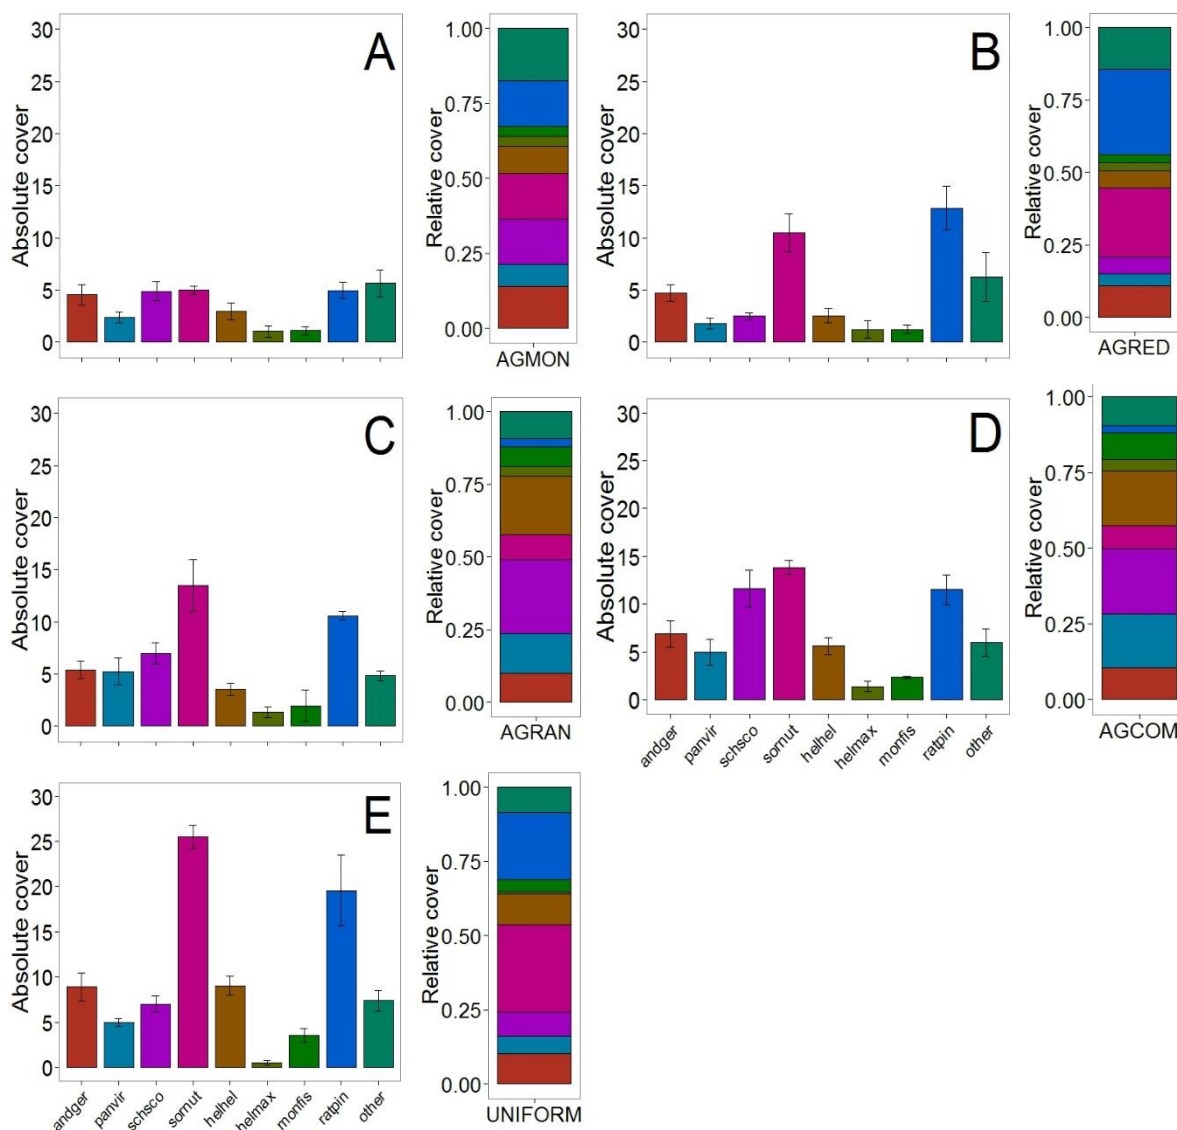 A
Absolute cover
30
25
20
15
10
5
0
Relative cover
1.00
0.75
0.50
0.25
0.00
AGMON
B
Absolute cover
30
25
20
15
10
5
0
Relative cover
1.00
0.75
0.50
0.25
0.00
AGRED
C
Absolute cover
30
25
20
15
10
5
0
Relative cover
1.00
0.75
0.50
0.25
0.00
AGRAN
D
Absolute cover
30
25
20
15
10
5
0
andger
panvir
schsco
sornut
helhel
helmax
monfis
ratpin
other
Relative cover
1.00
0.75
0.50
0.25
0.00
AGCOM
E
Absolute cover
30
25
20
15
10
5
0
andger
panvir
schsco
sornut
helhel
helmax
monfis
ratpin
other
Relative cover
1.00
0.75
0.50
0.25
0.00
UNIFORM